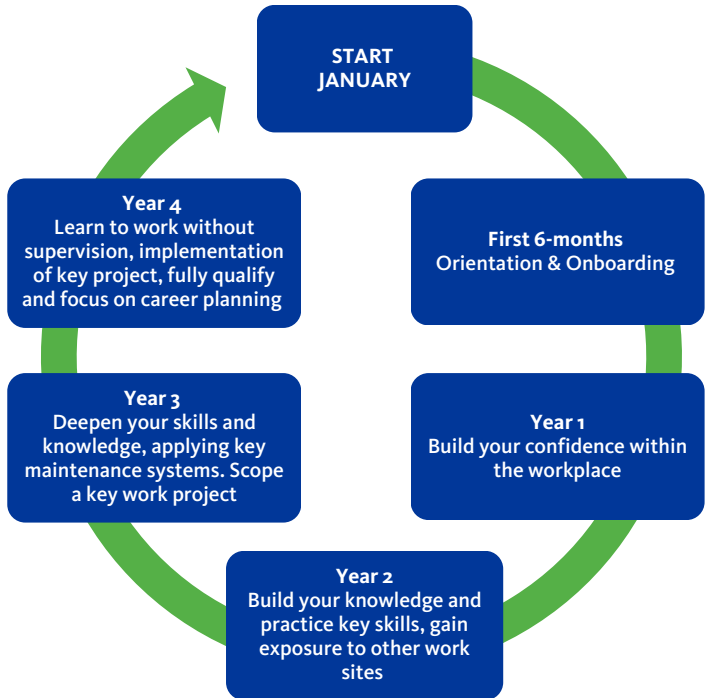 START
JANUARY
First 6-months
Orientation & Onboarding
Year 1
Build your confidence within
the workplace
Year 2
Build your knowledge and
practice key skills, gain
exposure to other work
sites
Year 3
Deepen your skills and
knowledge, applying key
maintenance systems. Scope
a key work project
Year 4
Learn to work without
supervision, implementation
of key project, fully qualify
and focus on career planning